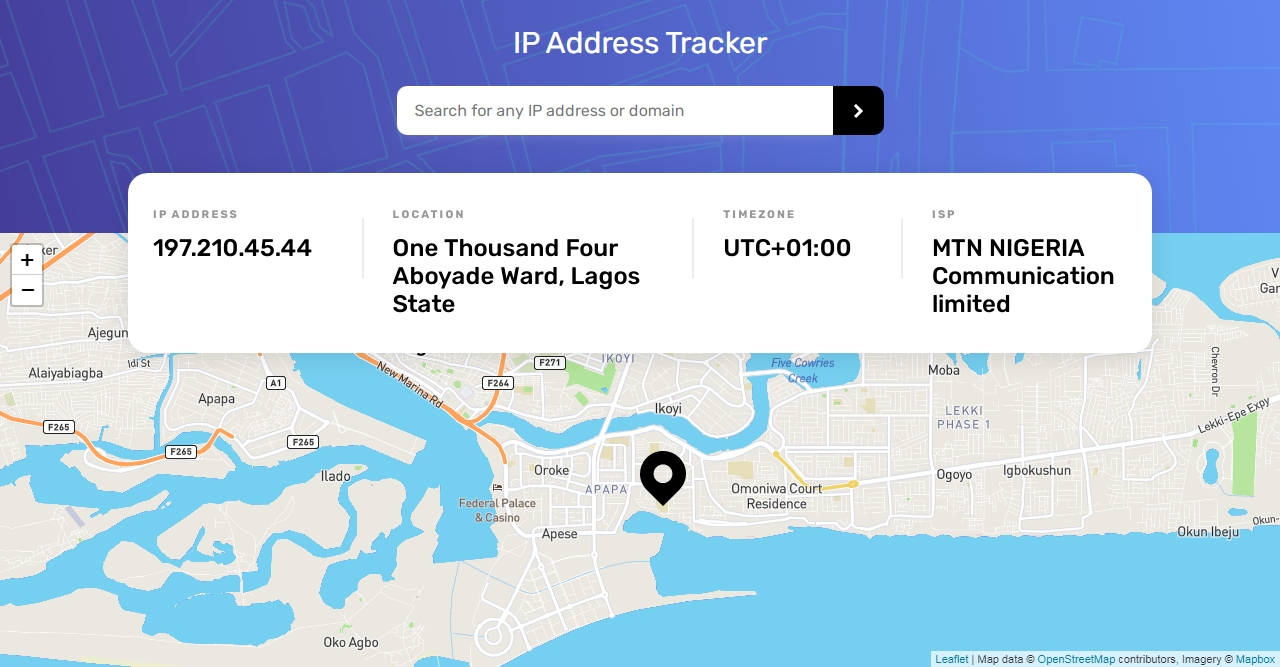 IP Address Tracker
Search for any IP address or domain
IP ADDRESS
197.210.45.44
LOCATION
One Thousand Four
Aboyade Ward, Lagos
State
TIMEZONE
UTC+01:00
ISP
MTN NIGERIA
Communication
limited
+
−
Ajegun
Idi St
Alaiyabiagba
A1
Apapa
F265
F265
F265
New Marina Rd
F264
F271
IKOYI
Five Cowries
Creek
Moba
Chevron Dr
Ikoyi
LEKKI
PHASE 1
Lekki-Epe Expy
Ilado
Oroke
APAPA
Federal Palace
& Casino
Apese
Omoniwa Court
Residence
Ogoyo
Igbokushun
Okun-
Okun Ibeju
Oko Agbo
Leaflet | Map data © OpenStreetMap contributors, Imagery © Mapbox